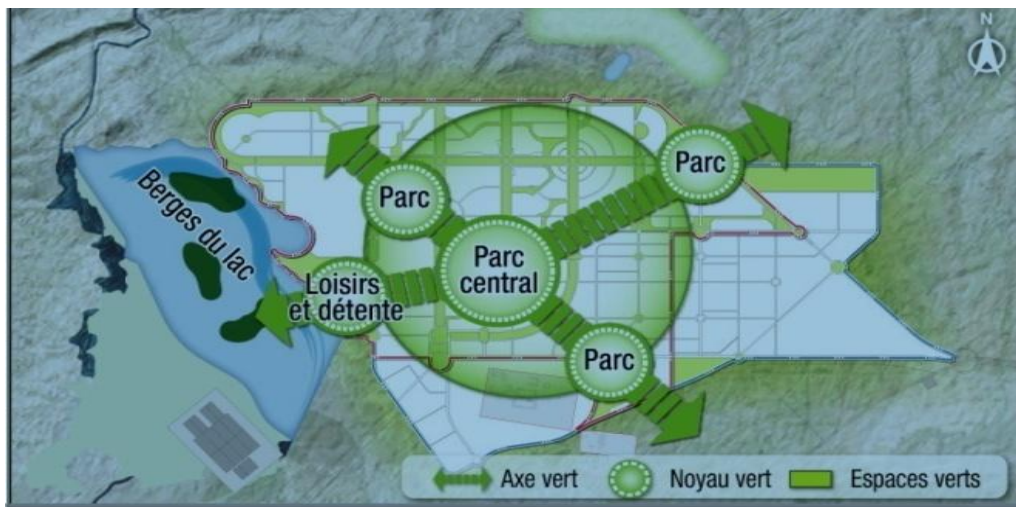 N
Parc
Parc
Berges du lac
Parc
central
Loisirs
et détente
Parc
Axe vert
Noyau vert
Espaces verts